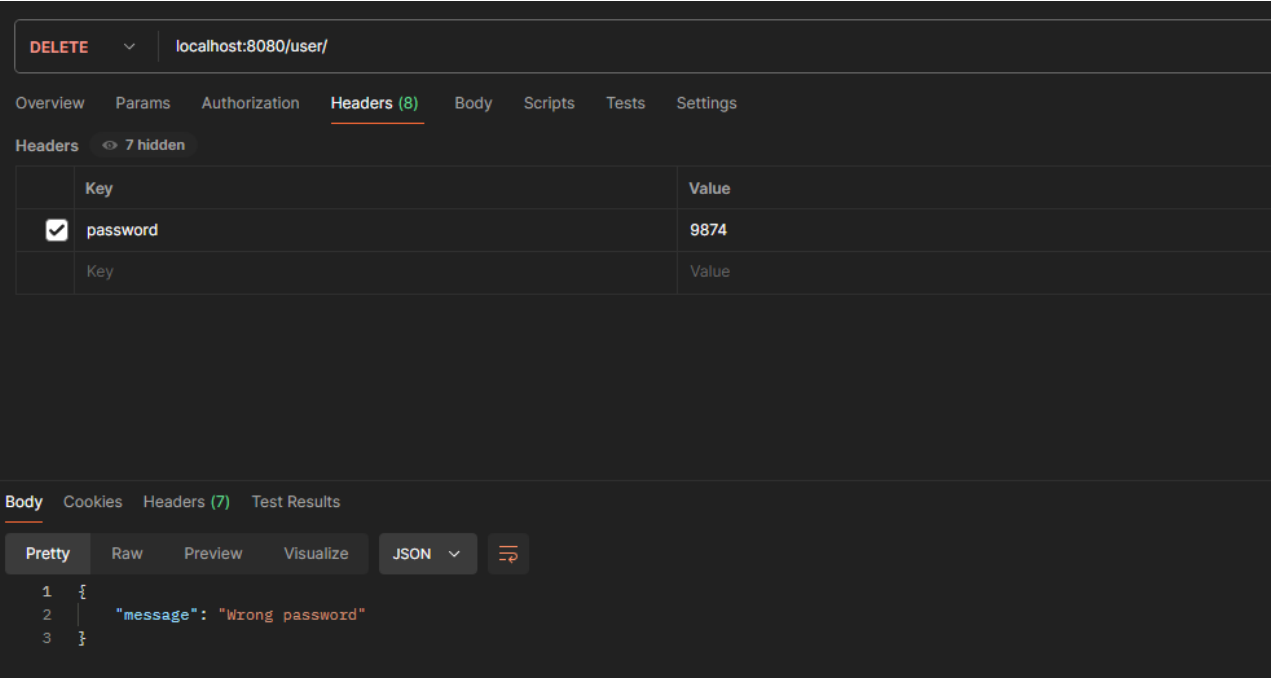 DELETE localhost:8080/user/
Overview Params Authorization Headers (8) Body Scripts Tests Settings
Headers 7 hidden
Key Value
password 9874
Key Value
Body Cookies Headers (7) Test Results
Pretty Raw Preview Visualize JSON
1 {
2 "message": "Wrong password"
3 }